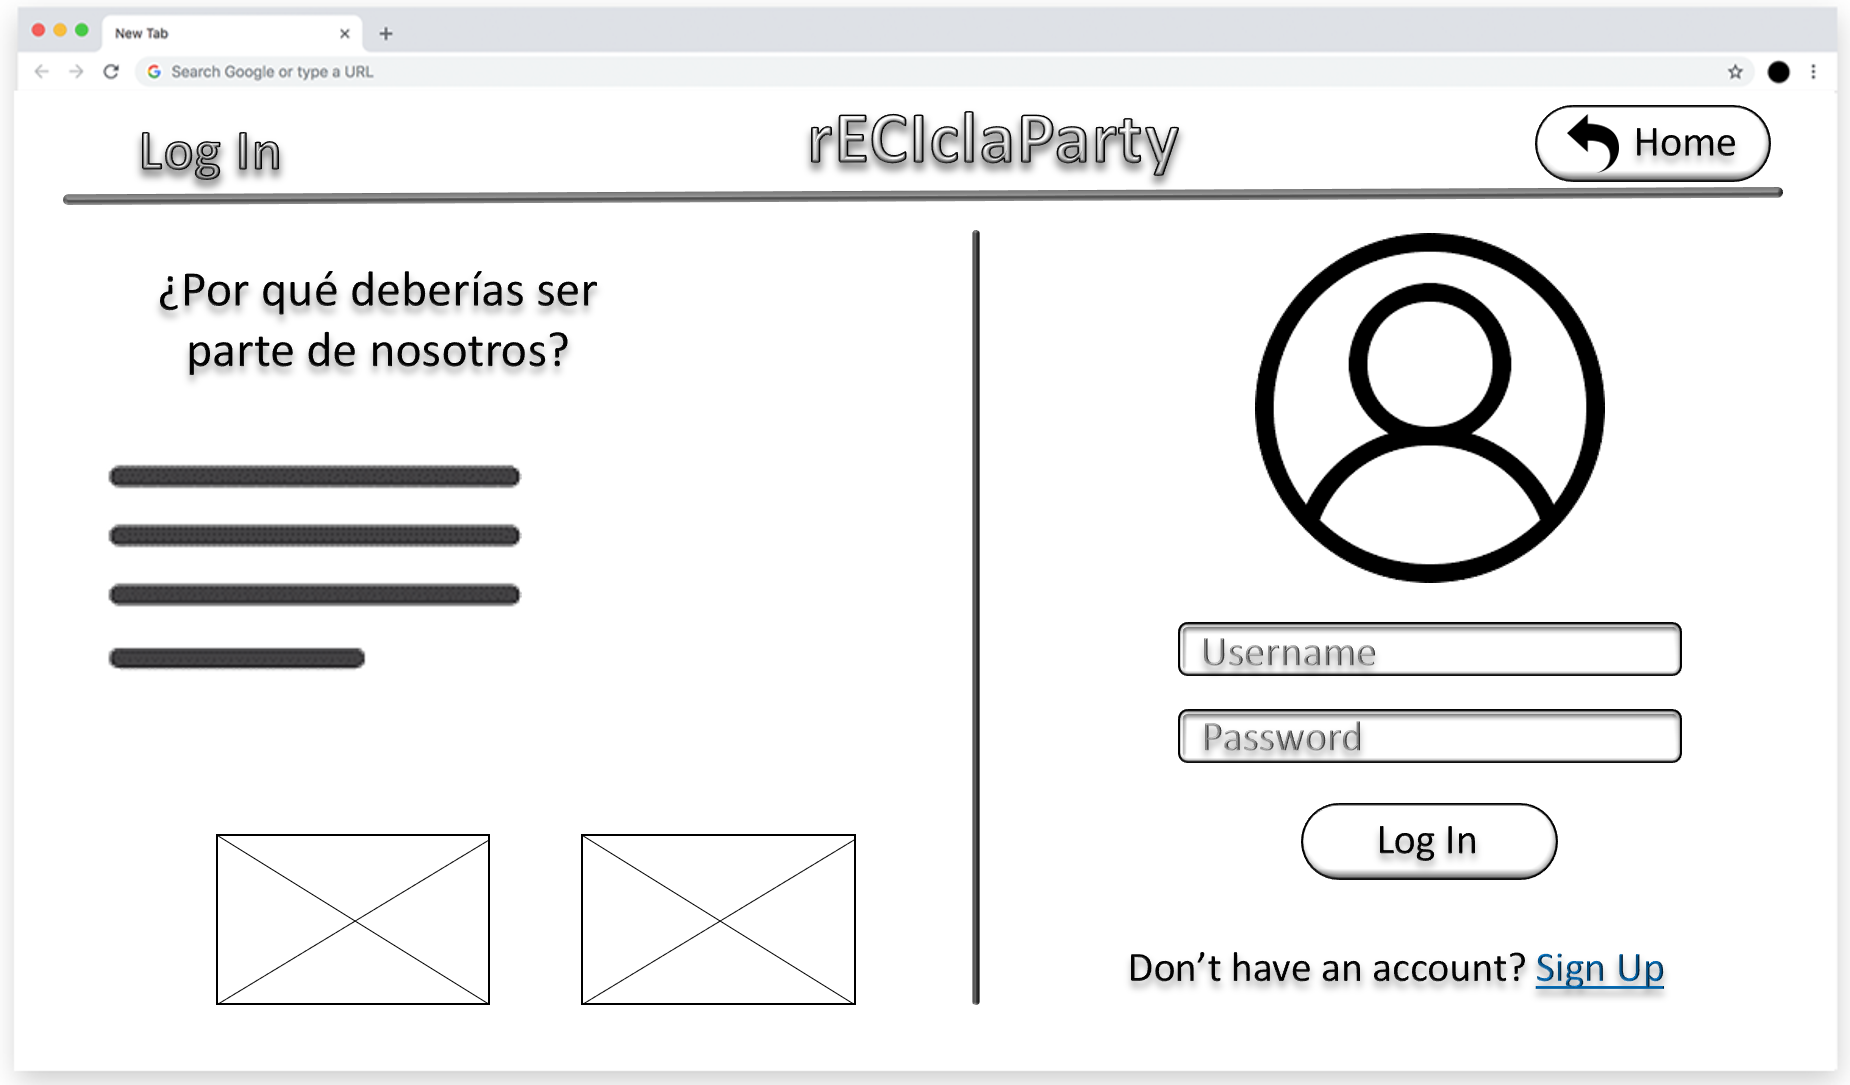 New Tab
Search Google or type a URL
Log In
rECIclaParty
Home
¿Por qué deberías ser
parte de nosotros?
Username
Password
Log In
Don’t have an account? Sign Up